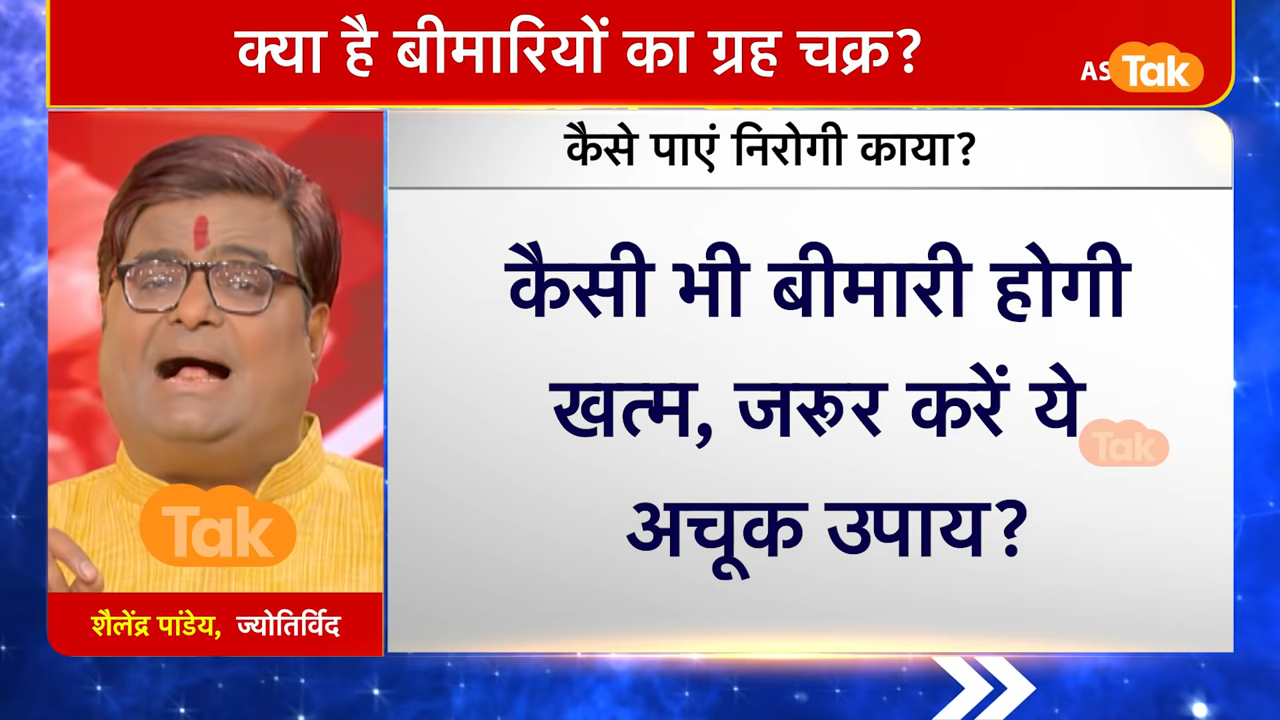 क्या है बीमारियों का ग्रह चक्र?
AS Tak
कैसे पाएं निरोगी काया?
कैसी भी बीमारी होगी
खत्म, जरूर करें ये
Tak
अचूक उपाय?
Tak
शैलेंद्र पांडेय, ज्योतिर्विद